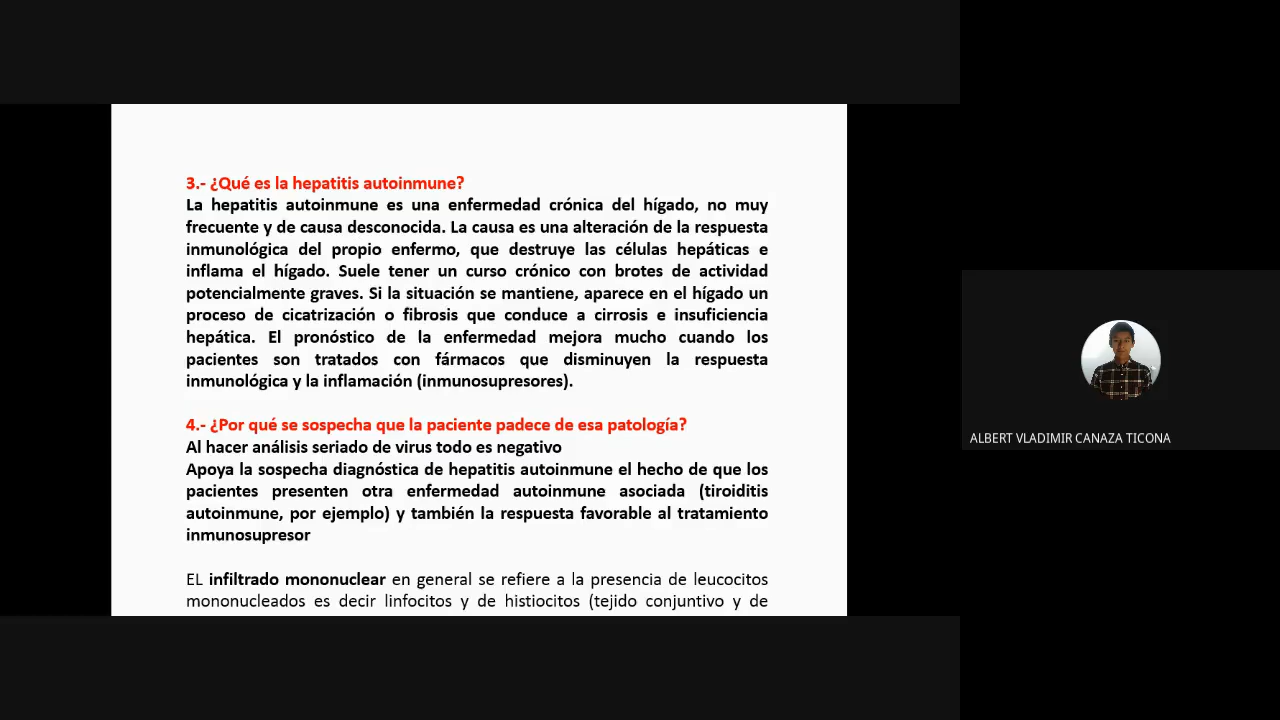 3.- ¿Qué es la hepatitis autoinmune?
La hepatitis autoinmune es una enfermedad crónica del hígado, no muy
frecuente y de causa desconocida. La causa es una alteración de la respuesta
inmunológica del propio enfermo, que destruye las células hepáticas e
inflama el hígado. Suele tener un curso crónico con brotes de actividad
potencialmente graves. Si la situación se mantiene, aparece en el hígado un
proceso de cicatrización o fibrosis que conduce a cirrosis e insuficiencia
hepática. El pronóstico de la enfermedad mejora mucho cuando los
pacientes son tratados con fármacos que disminuyen la respuesta
inmunológica y la inflamación (inmunosupresores).
4.- ¿Por qué se sospecha que la paciente padece de esa patología?
Al hacer análisis seriado de virus todo es negativo
Apoya la sospecha diagnóstica de hepatitis autoinmune el hecho de que los
pacientes presenten otra enfermedad autoinmune asociada (tiroiditis
autoinmune, por ejemplo) y también la respuesta favorable al tratamiento
inmunosupresor
EL infiltrado mononuclear en general se refiere a la presencia de leucocitos
mononucleados es decir linfocitos y de histiocitos (tejido conjuntivo y de
ALBERT VLADIMIR CANAZA TICONA